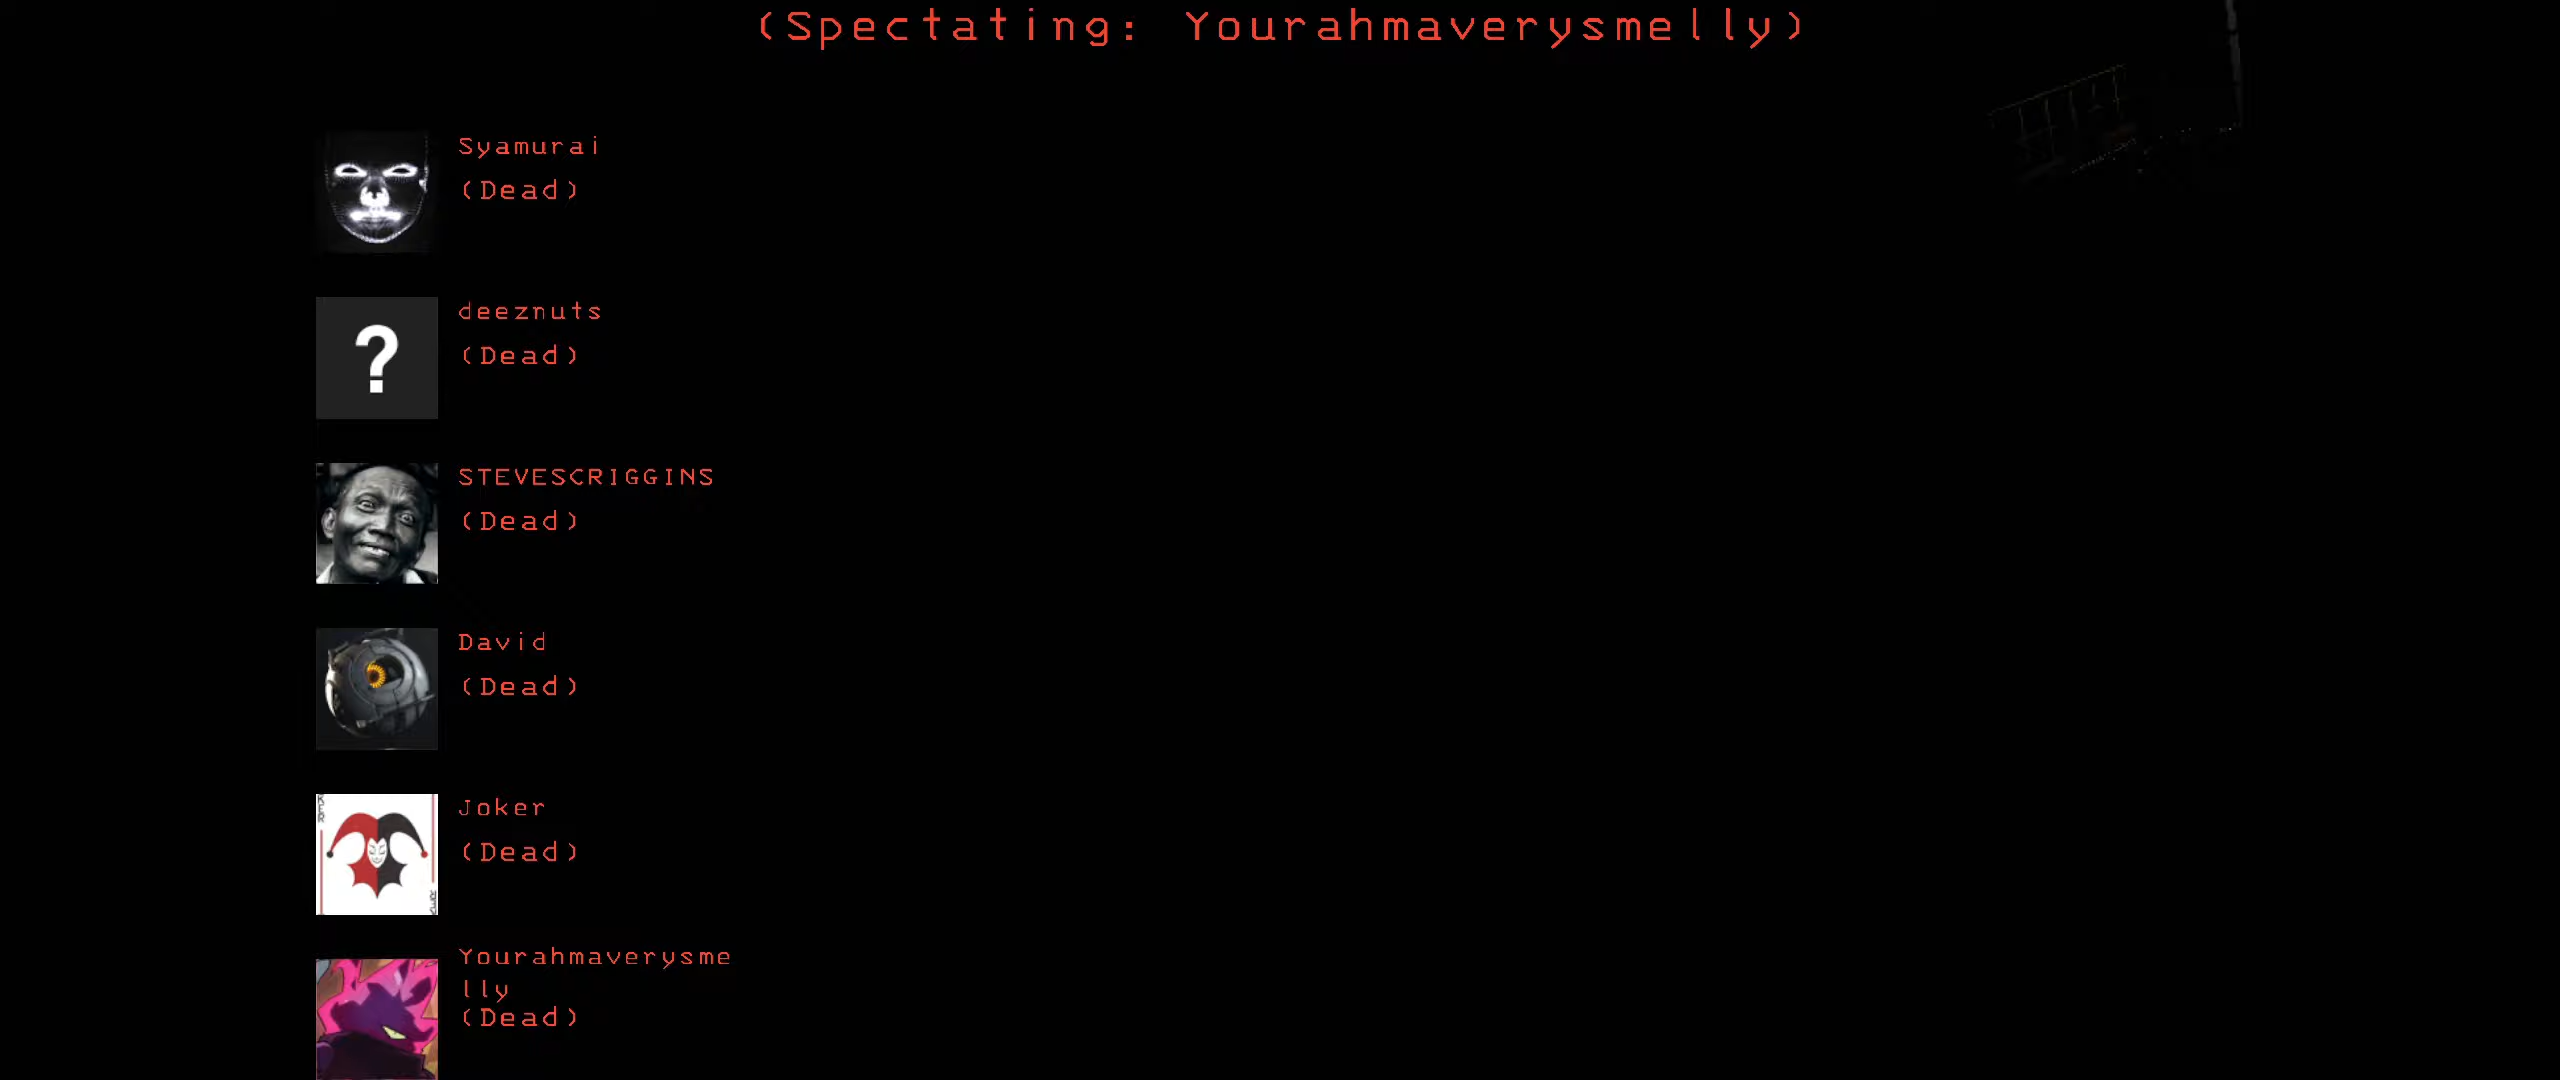 (Spectating: Yourahmaverysmelly)
Syamurai
(Dead)
?
deeznuts
(Dead)
STEVESCRIGGINS
(Dead)
David
(Dead)
Joker
(Dead)
Yourahmaverysme
lly
(Dead)